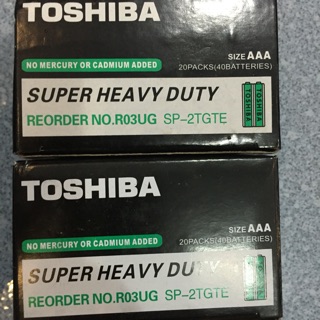 TOSHIBA
SIZE AAA
NO MERCURY OR CADMIUM ADDED
20PACKS(40BATTERIES)
SUPER HEAVY DUTY
REORDER NO.R03UG SP-2TGTE
TOSHIBA
SIZE AAA
NO MERCURY OR CADMIUM ADDED
20PACKS(40BATTERIES)
SUPER HEAVY DUTY
REORDER NO.R03UG SP-2TGTE